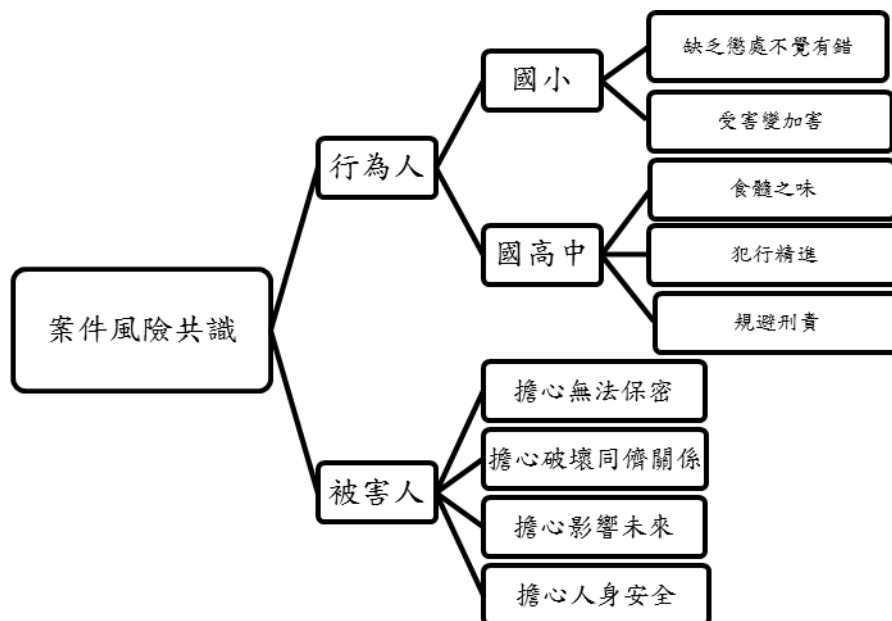 案件風險共識
行為人
國小
缺乏懲處不覺有錯
受害變加害
國高中
食髓之味
犯行精進
規避刑責
被害人
擔心無法保密
擔心破壞同儕關係
擔心影響未來
擔心人身安全